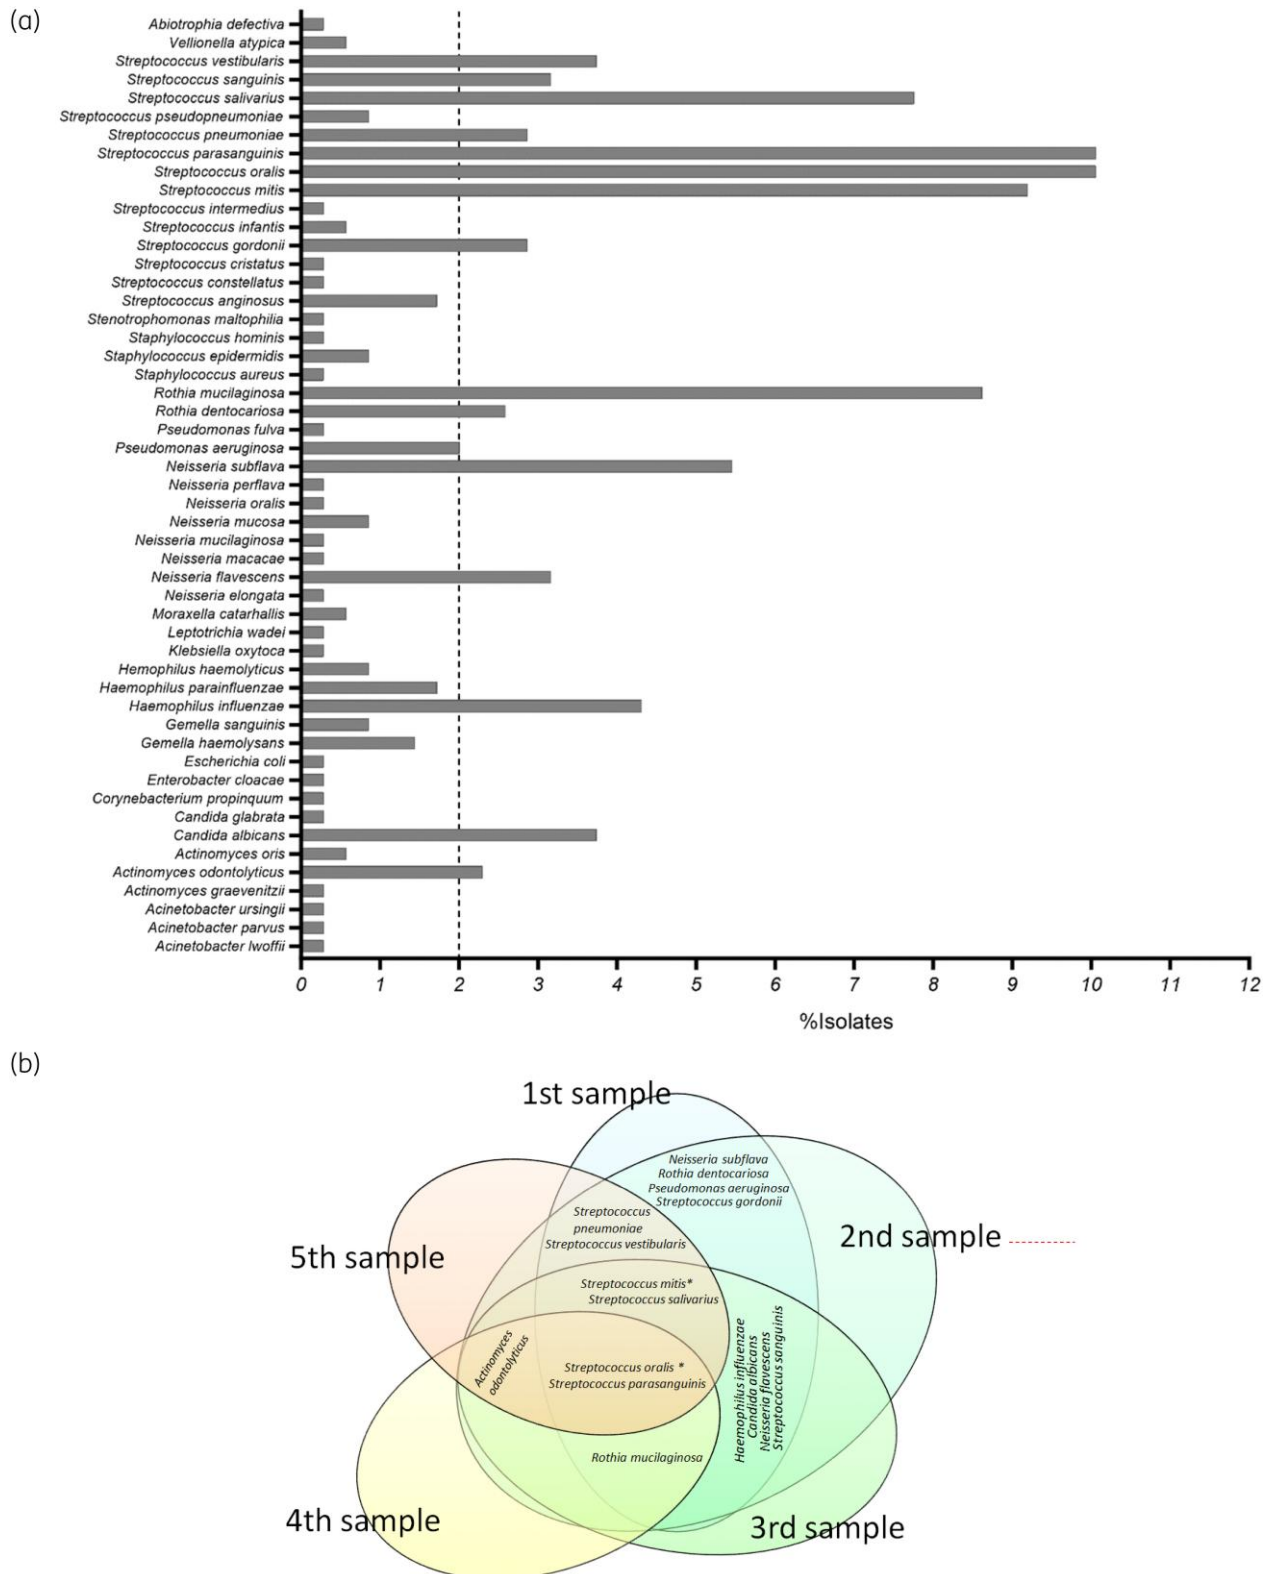 (a)
Abiotrophia defectiva
Vellionella atypica
Streptococcus vestibularis
Streptococcus sanguinis
Streptococcus salivarius
Streptococcus pseudopneumoniae
Streptococcus pneumoniae
Streptococcus parasanguinis
Streptococcus oralis
Streptococcus mitis
Streptococcus intermedius
Streptococcus infantis
Streptococcus gordonii
Streptococcus cristatus
Streptococcus constellatus
Streptococcus anginosus
Stenotrophomonas maltophilia
Staphylococcus hominis
Staphylococcus epidermidis
Staphylococcus aureus
Rothia mucilaginosa
Rothia dentocariosa
Pseudomonas fulva
Pseudomonas aeruginosa
Neisseria subflava
Neisseria perflava
Neisseria oralis
Neisseria mucosa
Neisseria mucilaginosa
Neisseria macacae
Neisseria flavescens
Neisseria elongata
Moraxella catarhallis
Leptotrichia wadei
Klebsiella oxytoca
Hemophilus haemolyticus
Haemophilus parainfluenzae
Haemophilus influenzae
Gemella sanguinis
Gemella haemolysans
Escherichia coli
Enterobacter cloacae
Corynebacterium propinquum
Candida glabrata
Candida albicans
Actinomyces oris
Actinomyces odontolyticus
Actinomyces graevenitzii
Acinetobacter ursingii
Acinetobacter parvus
Acinetobacter lwoffii
0 1 2 3 4 5 6 7 8 9 10 11 12
%Isolates
(b)
1st sample
Neisseria subflava
Rothia dentocariosa
Pseudomonas aeruginosa
Streptococcus gordonii
Streptococcus
pneumoniae
Streptococcus vestibularis
2nd sample
5th sample
Streptococcus mitis*
Streptococcus salivarius
Actinomyces
odontolyticus
Streptococcus oralis *
Streptococcus parasanguinis
Haemophilus influenzae
Candida albicans
Neisseria flavescens
Streptococcus sanguinis
Rothia mucilaginosa
4th sample
3rd sample